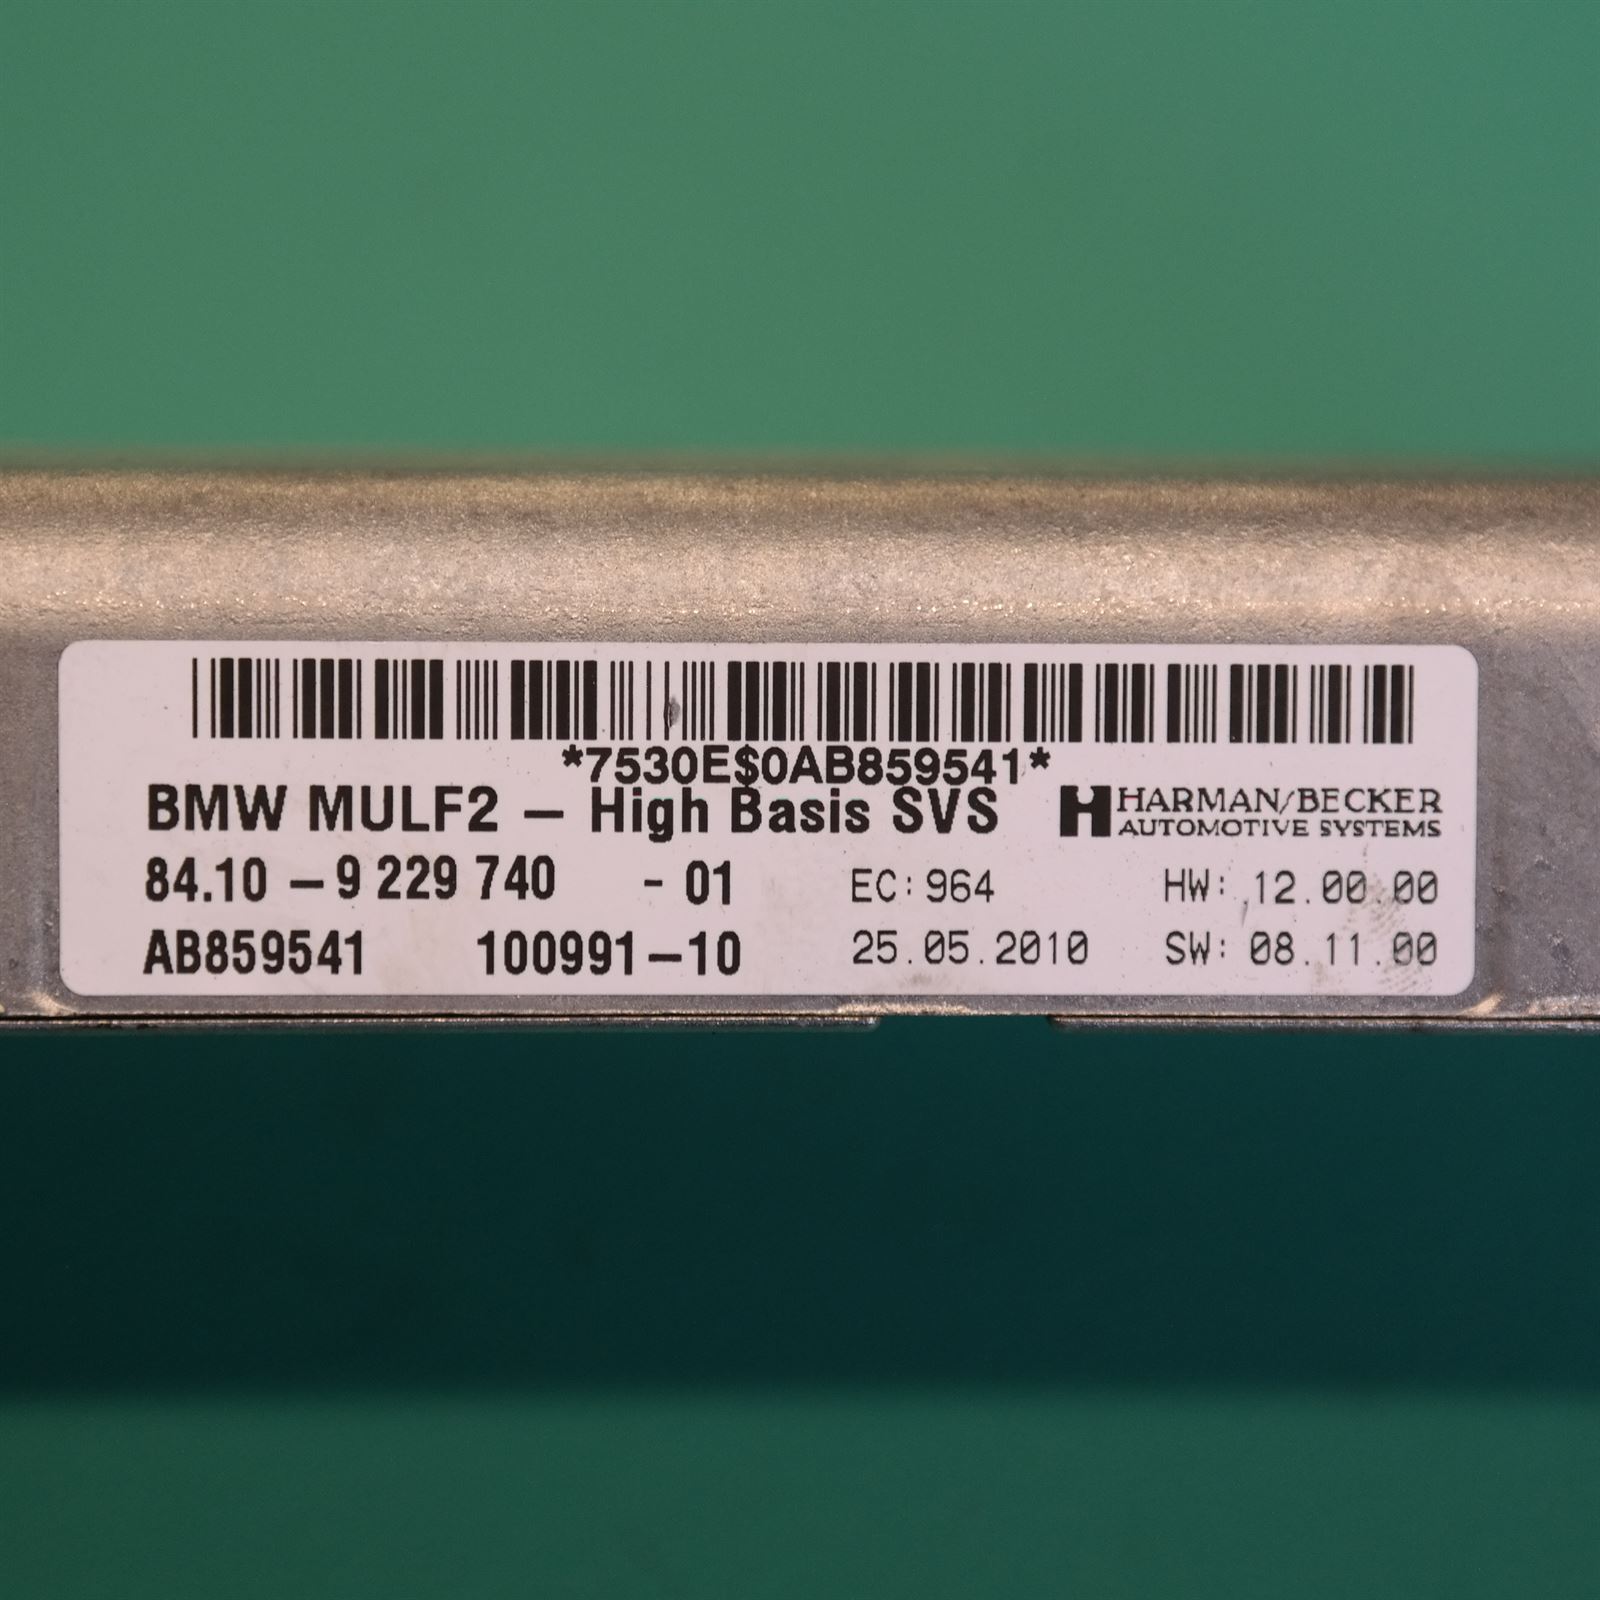 *7530E$0AB859541*
BMW MULF2 – High Basis SVS
HARMAN/BECKER
AUTOMOTIVE SYSTEMS
84.10 – 9 229 740 - 01 EC: 964 HW: 12.00.00
AB859541 100991–10 25.05.2010 SW: 08.11.00